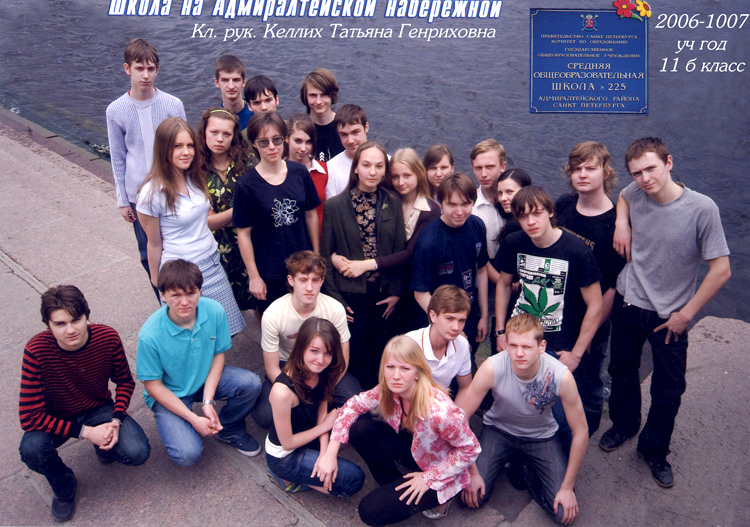 Школа на Адмиралтейской набережной
Кл. рук. Келлих Татьяна Генриховна
2006-1007
уч год
11 б класс
ПРАВИТЕЛЬСТВО САНКТ ПЕТЕРБУРГА
КОМИТЕТ ПО ОБРАЗОВАНИЮ
ГОСУДАРСТВЕННОЕ
ОБЩЕОБРАЗОВАТЕЛЬНОЕ УЧРЕЖДЕНИЕ
СРЕДНЯЯ
ОБЩЕОБРАЗОВАТЕЛЬНАЯ
ШКОЛА № 225
АДМИРАЛТЕЙСКОГО РАЙОНА
САНКТ ПЕТЕРБУРГА